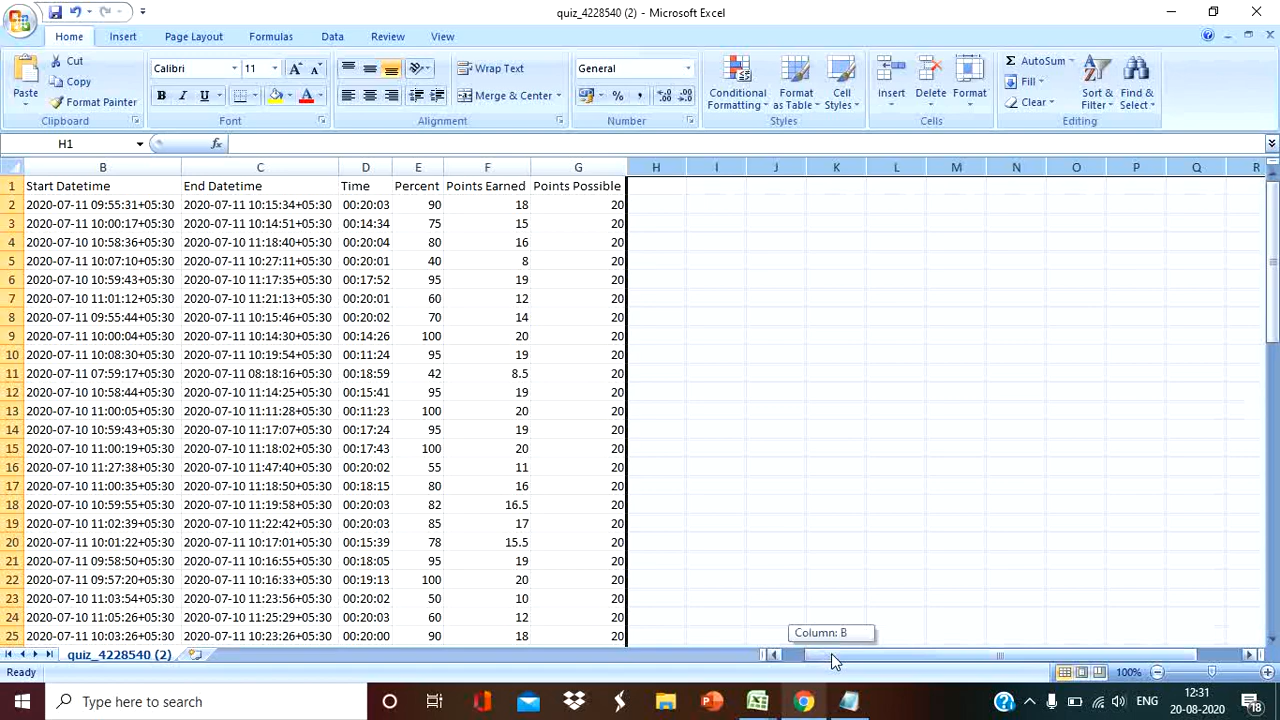 quiz_4228540 (2) - Microsoft Excel
Home Insert Page Layout Formulas Data Review View
Paste
Cut
Copy
Format Painter
Clipboard
Calibri 11
B I U
Font
Wrap Text
Merge & Center
Alignment
General
Number
Conditional Formatting
Format as Table
Cell Styles
Styles
Insert Delete Format
Cells
AutoSum
Fill
Clear
Sort & Filter
Find & Select
Editing
H1
B C D E F G H I J K L M N O P Q R
1 Start Datetime End Datetime Time Percent Points Earned Points Possible
2 2020-07-11 09:55:31+05:30 2020-07-11 10:15:34+05:30 00:20:03 90 18 20
3 2020-07-11 10:00:17+05:30 2020-07-11 10:14:51+05:30 00:14:34 75 15 20
4 2020-07-10 10:58:36+05:30 2020-07-10 11:18:40+05:30 00:20:04 80 16 20
5 2020-07-11 10:07:10+05:30 2020-07-11 10:27:11+05:30 00:20:01 40 8 20
6 2020-07-10 10:59:43+05:30 2020-07-10 11:17:35+05:30 00:17:52 95 19 20
7 2020-07-10 11:01:12+05:30 2020-07-10 11:21:13+05:30 00:20:01 60 12 20
8 2020-07-11 09:55:44+05:30 2020-07-11 10:15:46+05:30 00:20:02 70 14 20
9 2020-07-11 10:00:04+05:30 2020-07-11 10:14:30+05:30 00:14:26 100 20 20
10 2020-07-11 10:08:30+05:30 2020-07-11 10:19:54+05:30 00:11:24 95 19 20
11 2020-07-11 07:59:17+05:30 2020-07-11 08:18:16+05:30 00:18:59 42 8.5 20
12 2020-07-10 10:58:44+05:30 2020-07-10 11:14:25+05:30 00:15:41 95 19 20
13 2020-07-10 11:00:05+05:30 2020-07-10 11:11:28+05:30 00:11:23 100 20 20
14 2020-07-10 10:59:43+05:30 2020-07-10 11:17:07+05:30 00:17:24 95 19 20
15 2020-07-10 11:00:19+05:30 2020-07-10 11:18:02+05:30 00:17:43 100 20 20
16 2020-07-10 11:27:38+05:30 2020-07-10 11:47:40+05:30 00:20:02 55 11 20
17 2020-07-10 11:00:35+05:30 2020-07-10 11:18:50+05:30 00:18:15 80 16 20
18 2020-07-10 10:59:55+05:30 2020-07-10 11:19:58+05:30 00:20:03 82 16.5 20
19 2020-07-10 11:02:39+05:30 2020-07-10 11:22:42+05:30 00:20:03 85 17 20
20 2020-07-11 10:01:22+05:30 2020-07-11 10:17:01+05:30 00:15:39 78 15.5 20
21 2020-07-11 09:58:50+05:30 2020-07-11 10:16:55+05:30 00:18:05 95 19 20
22 2020-07-11 09:57:20+05:30 2020-07-11 10:16:33+05:30 00:19:13 100 20 20
23 2020-07-10 11:03:54+05:30 2020-07-10 11:23:56+05:30 00:20:02 50 10 20
24 2020-07-10 11:05:26+05:30 2020-07-10 11:25:29+05:30 00:20:03 60 12 20
25 2020-07-11 10:03:26+05:30 2020-07-11 10:23:26+05:30 00:20:00 90 18 20
Column: B
quiz_4228540 (2)
Ready
100%
Type here to search
ENG
12:31
20-08-2020
18